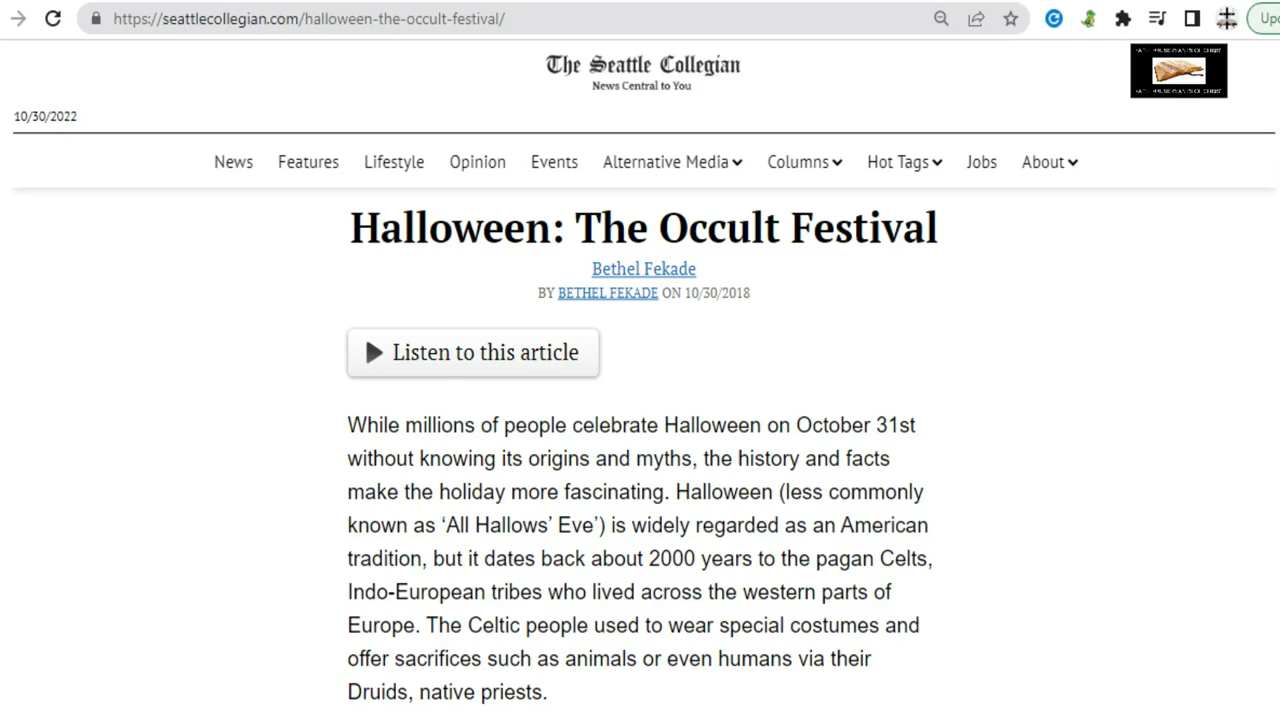 https://seattlecollegian.com/halloween-the-occult-festival/
Upd
The Seattle Collegian
News Central to You
10/30/2022
News Features Lifestyle Opinion Events Alternative Media Columns Hot Tags Jobs About
Halloween: The Occult Festival
Bethel Fekade
BY BETHEL FEKADE ON 10/30/2018
Listen to this article
While millions of people celebrate Halloween on October 31st
without knowing its origins and myths, the history and facts
make the holiday more fascinating. Halloween (less commonly
known as ‘All Hallows’ Eve’) is widely regarded as an American
tradition, but it dates back about 2000 years to the pagan Celts,
Indo-European tribes who lived across the western parts of
Europe. The Celtic people used to wear special costumes and
offer sacrifices such as animals or even humans via their
Druids, native priests.